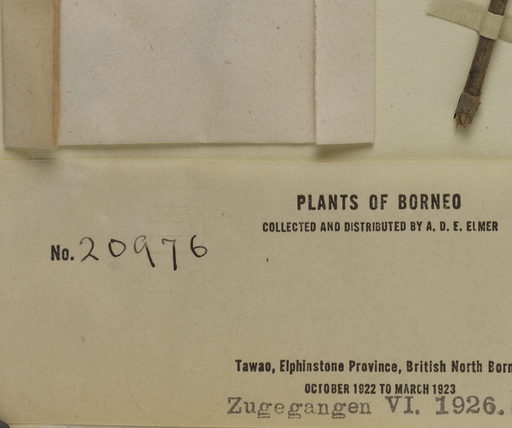 PLANTS OF BORNEO
COLLECTED AND DISTRIBUTED BY A. D. E. ELMER
No. 20976
Tawao, Elphinstone Province, British North Born
OCTOBER 1922 TO MARCH 1923
Zugegangen VI. 1926.